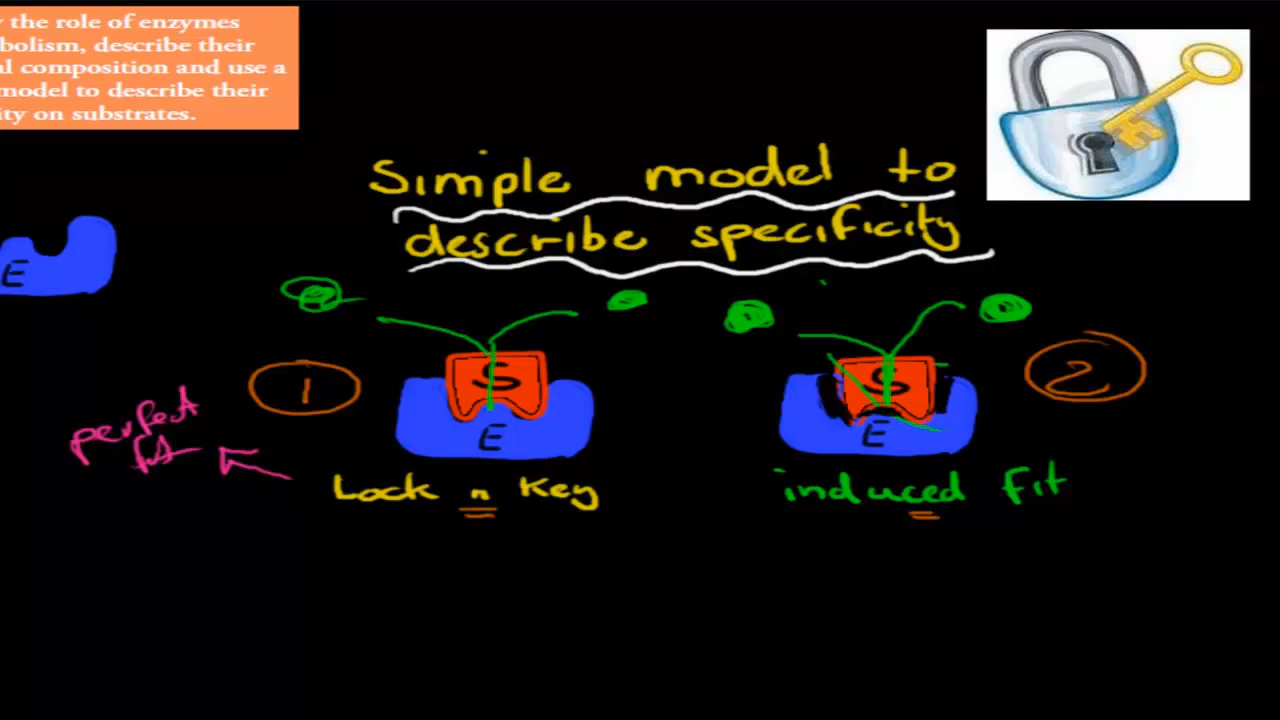 the role of enzymes
bolism, describe their
al composition and use a
model to describe their
ity on substrates.
Simple model to
describe specificity
E
1
S
E
S
E
2
perfect
fit
Lock n Key
induced fit